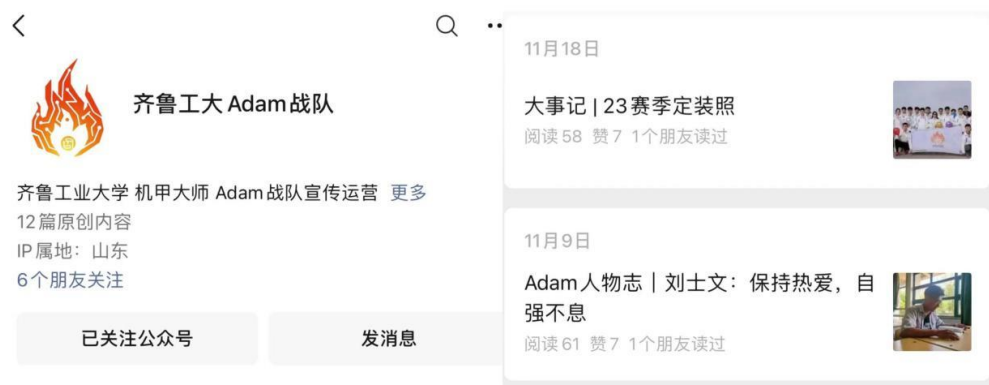 齐鲁工大Adam战队
齐鲁工业大学 机甲大师 Adam战队宣传运营 更多
12篇原创内容
IP属地：山东
6个朋友关注
已关注公众号
发消息
11月18日
大事记 | 23赛季定装照
阅读58 赞7 1个朋友读过
11月9日
Adam人物志｜刘士文：保持热爱，自
强不息
阅读61 赞7 1个朋友读过